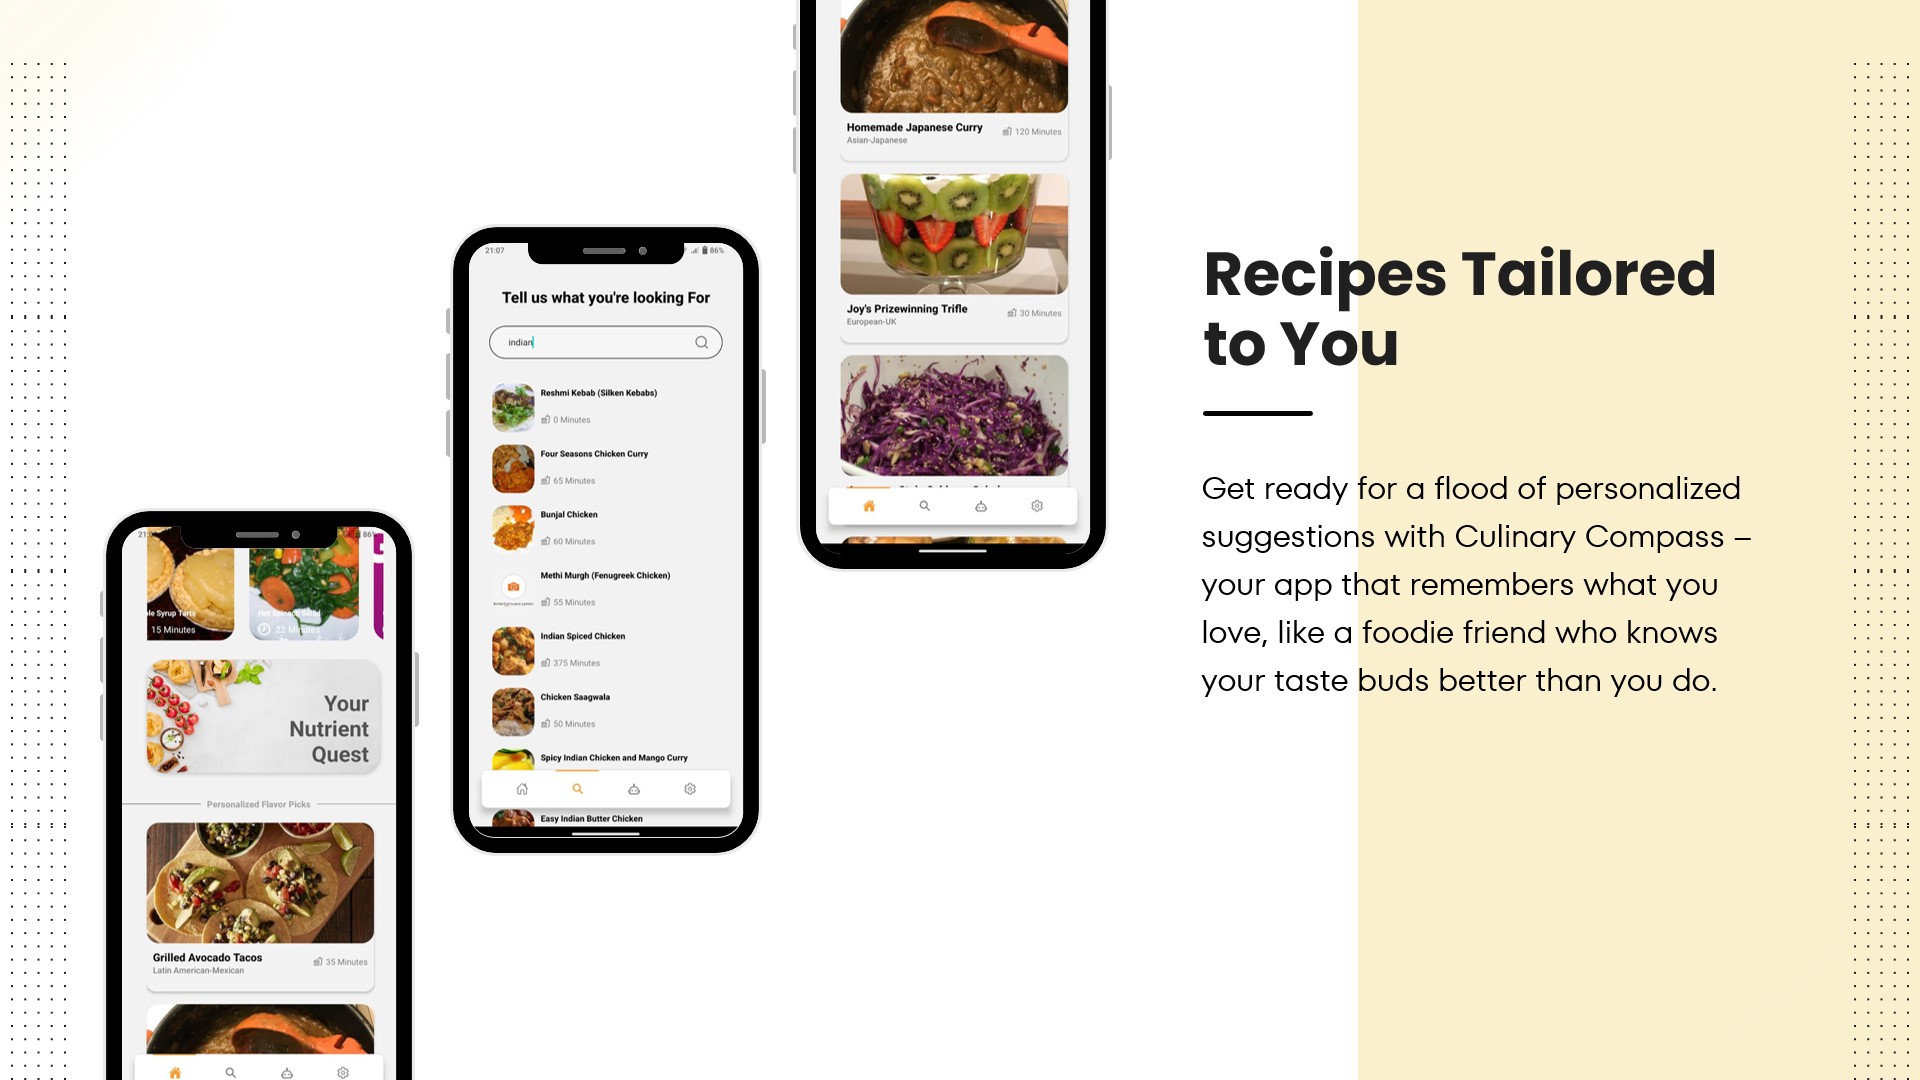 Homemade Japanese Curry
120 Minutes
Asian-Japanese
Joy's Prizewinning Trifle
30 Minutes
European-UK
21:07
86%
Tell us what you're looking For
indian
Reshmi Kebab (Silken Kebabs)
0 Minutes
Four Seasons Chicken Curry
65 Minutes
Bunjal Chicken
60 Minutes
Methi Murgh (Fenugreek Chicken)
55 Minutes
Indian Spiced Chicken
375 Minutes
Chicken Saagwala
50 Minutes
Spicy Indian Chicken and Mango Curry
Easy Indian Butter Chicken
Syrup Tarts
15 Minutes
Hot Spinach Salad
22 Minutes
Your
Nutrient
Quest
Personalized Flavor Picks
Grilled Avocado Tacos
35 Minutes
Latin American-Mexican
Recipes Tailored
to You
Get ready for a flood of personalized
suggestions with Culinary Compass –
your app that remembers what you
love, like a foodie friend who knows
your taste buds better than you do.